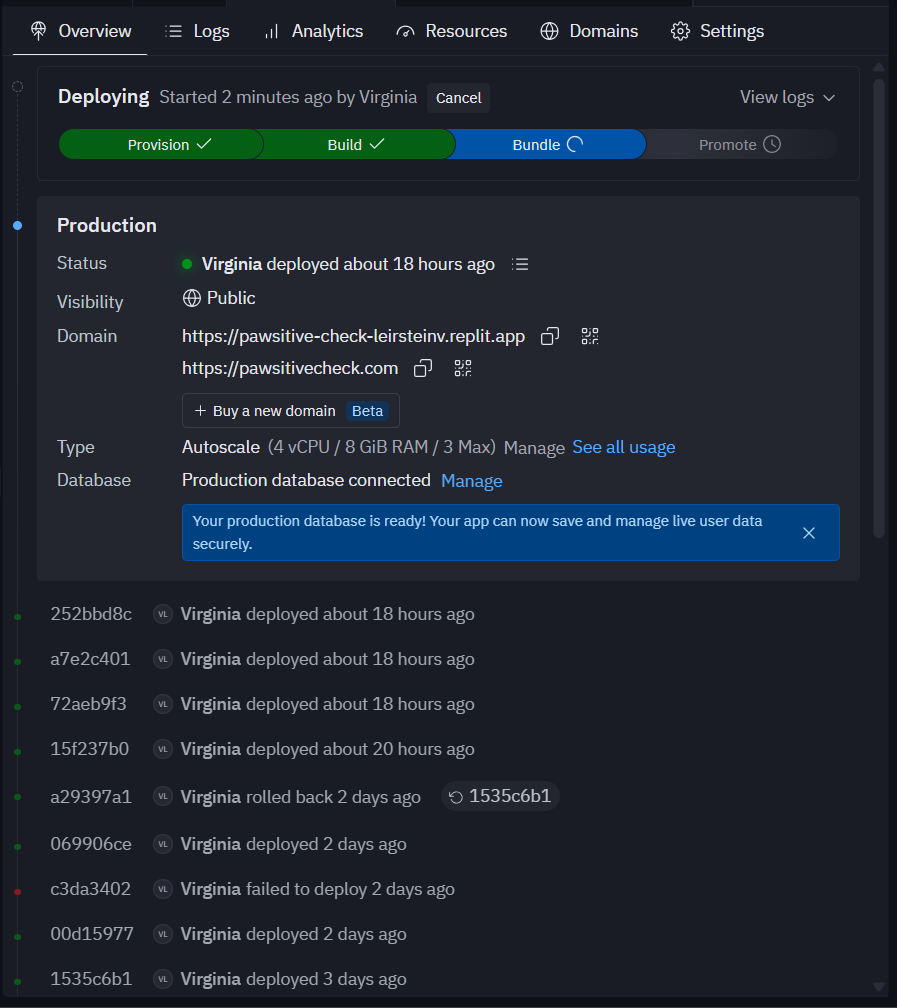 Overview Logs Analytics Resources Domains Settings
Deploying Started 2 minutes ago by Virginia Cancel View logs
Provision Build Bundle Promote
Production
Status Virginia deployed about 18 hours ago
Visibility Public
Domain https://pawsitive-check-leirsteinv.replit.app
https://pawsitivecheck.com
+ Buy a new domain Beta
Type Autoscale (4 vCPU / 8 GiB RAM / 3 Max) Manage See all usage
Database Production database connected Manage
Your production database is ready! Your app can now save and manage live user data
securely.
252bbd8c VL Virginia deployed about 18 hours ago
a7e2c401 VL Virginia deployed about 18 hours ago
72aeb9f3 VL Virginia deployed about 18 hours ago
15f237b0 VL Virginia deployed about 20 hours ago
a29397a1 VL Virginia rolled back 2 days ago 1535c6b1
069906ce VL Virginia deployed 2 days ago
c3da3402 VL Virginia failed to deploy 2 days ago
00d15977 VL Virginia deployed 2 days ago
1535c6b1 VL Virginia deployed 3 days ago